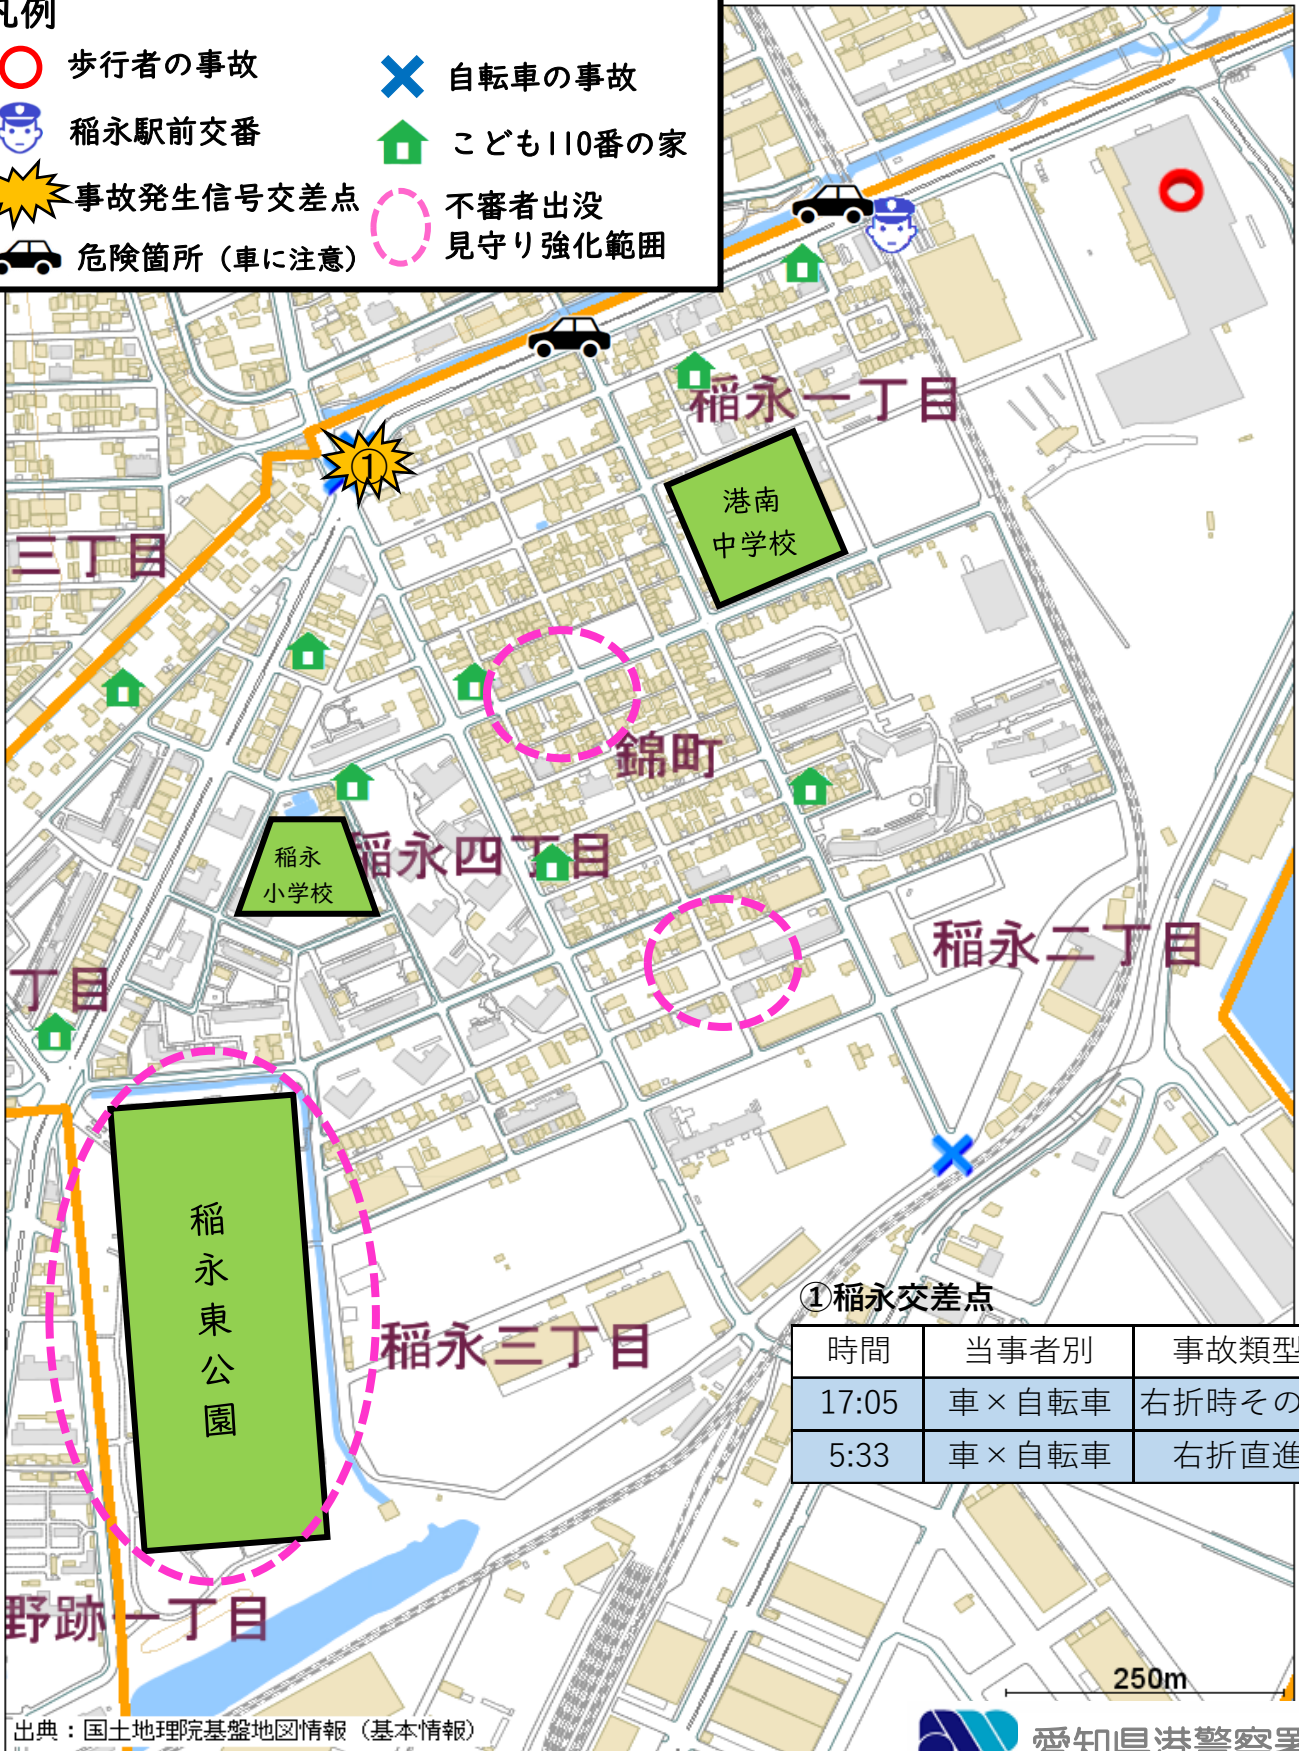 凡例
歩行者の事故
自転車の事故
稲永駅前交番
こども110番の家
事故発生信号交差点
不審者出没
見守り強化範囲
危険箇所（車に注意）
稲永一丁目
①
港南
中学校
三丁目
錦町
稲永四丁目
稲永
小学校
稲永二丁目
丁目
稲永東公園
稲永三丁目
①稲永交差点
時間 当事者別 事故類型
17:05 車×自転車 右折時その
5:33 車×自転車 右折直進
野跡一丁目
250m
出典：国土地理院基盤地図情報（基本情報）
愛知県港警察署